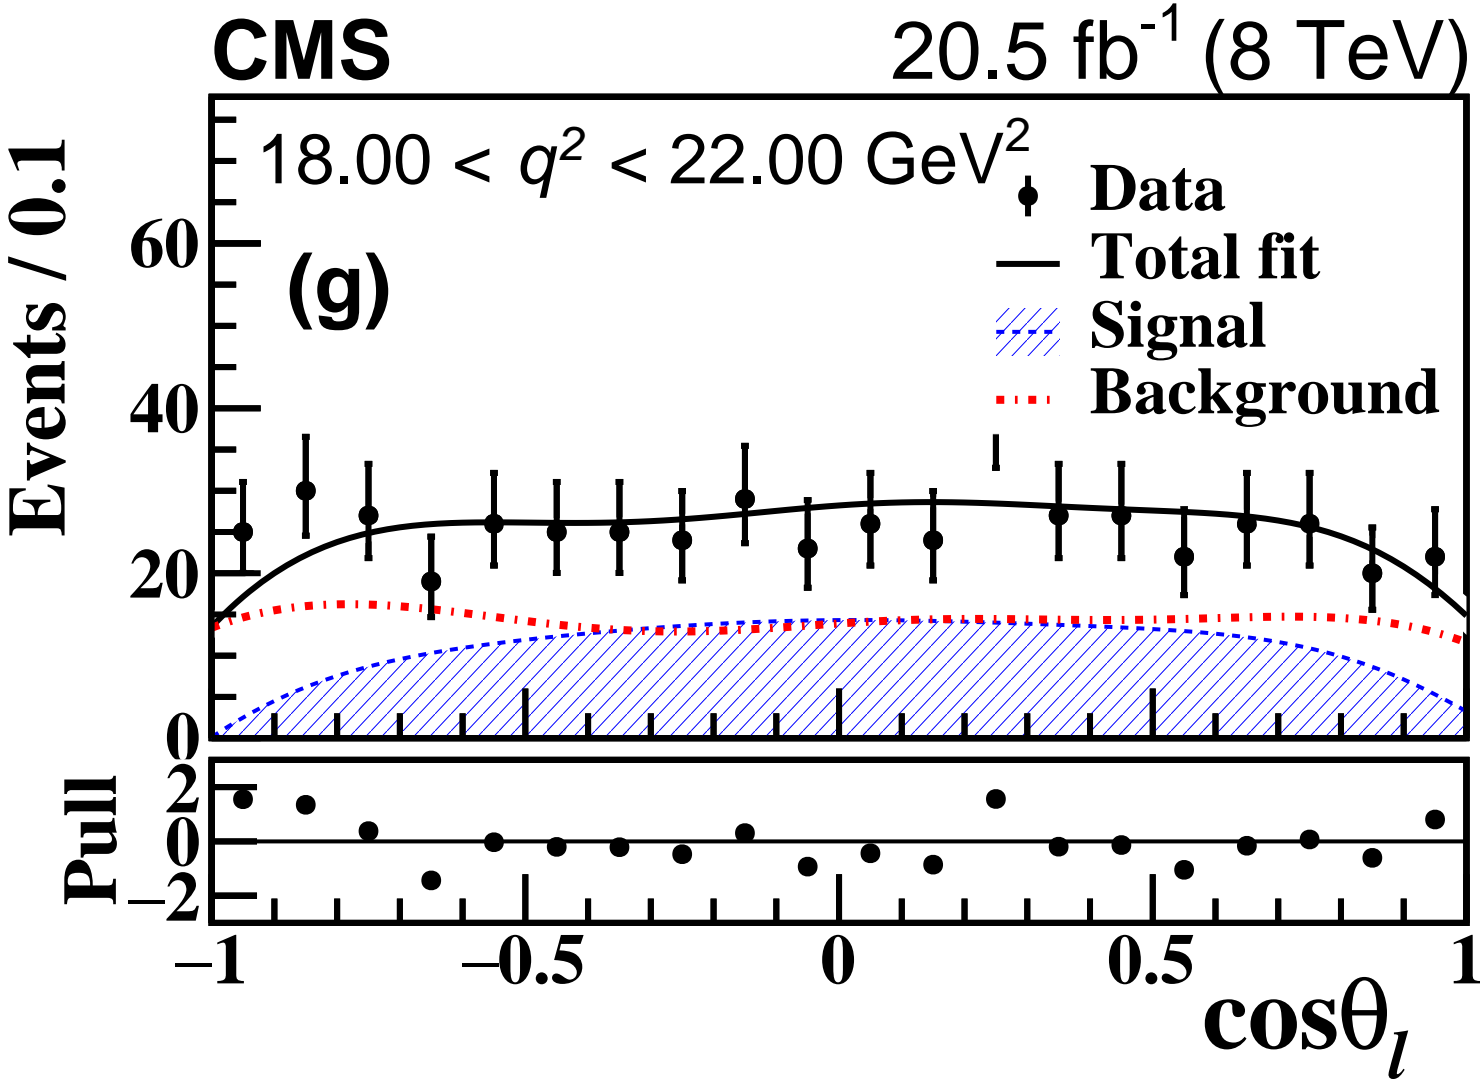 CMS 20.5 fb⁻¹ (8 TeV)
18.00 < q² < 22.00 GeV²
(g)
Data
Total fit
Signal
Background
Events / 0.1
60
40
20
0
Pull
2
0
−2
−1 −0.5 0 0.5 1
cosθ_l